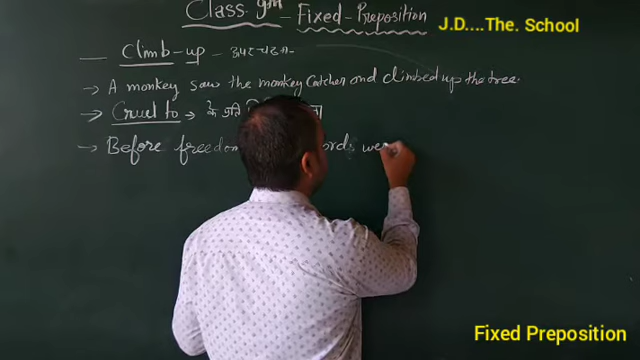 Class 9th - Fixed - Preposition
J.D....The. School
Climb-up - ऊपर चढ़ना
→ A monkey saw the monkey Catcher and climbed up the tree.
→ Cruel to → के प्रति
→ Before freedom ords we
Fixed Preposition